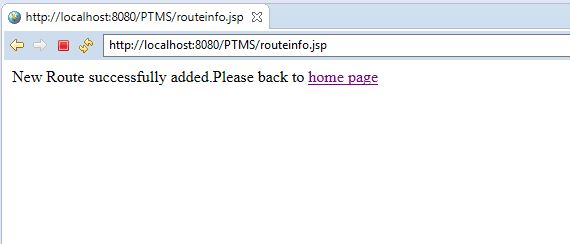 http://localhost:8080/PTMS/routeinfo.jsp
http://localhost:8080/PTMS/routeinfo.jsp
New Route successfully added.Please back to home page